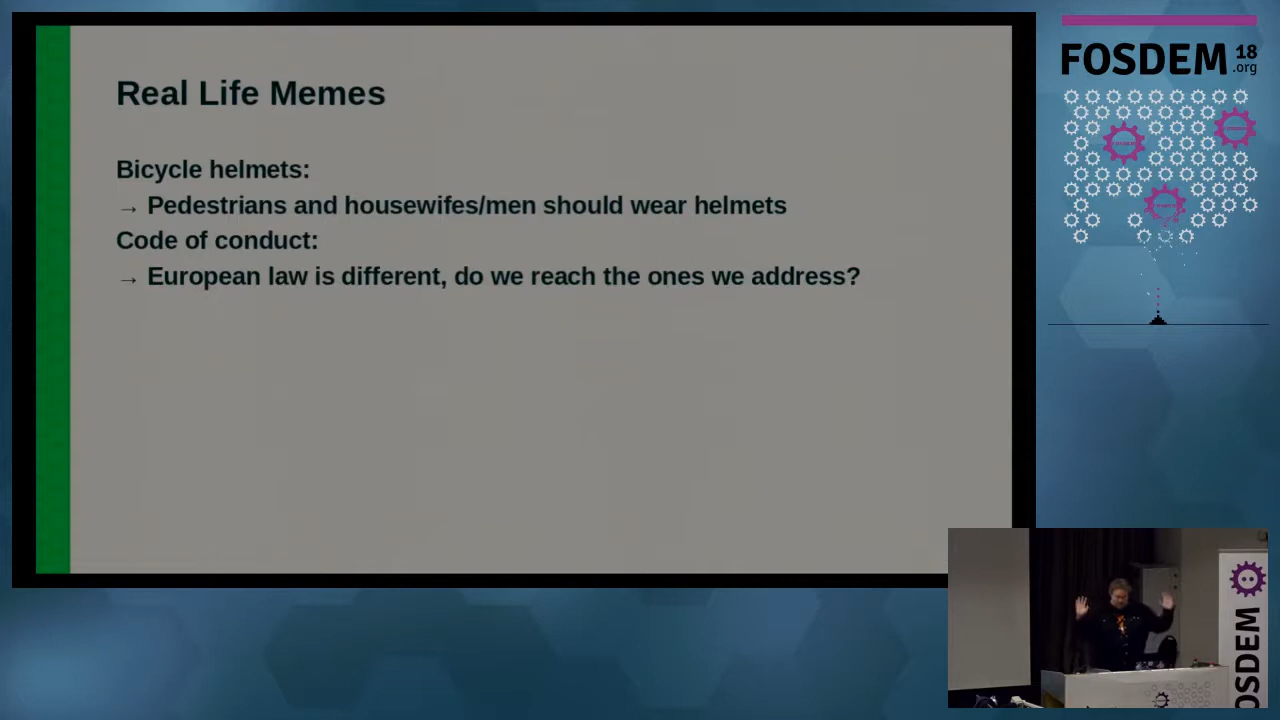 Real Life Memes
Bicycle helmets:
→ Pedestrians and housewifes/men should wear helmets
Code of conduct:
→ European law is different, do we reach the ones we address?
FOSDEM 18
.org
FOSDEM